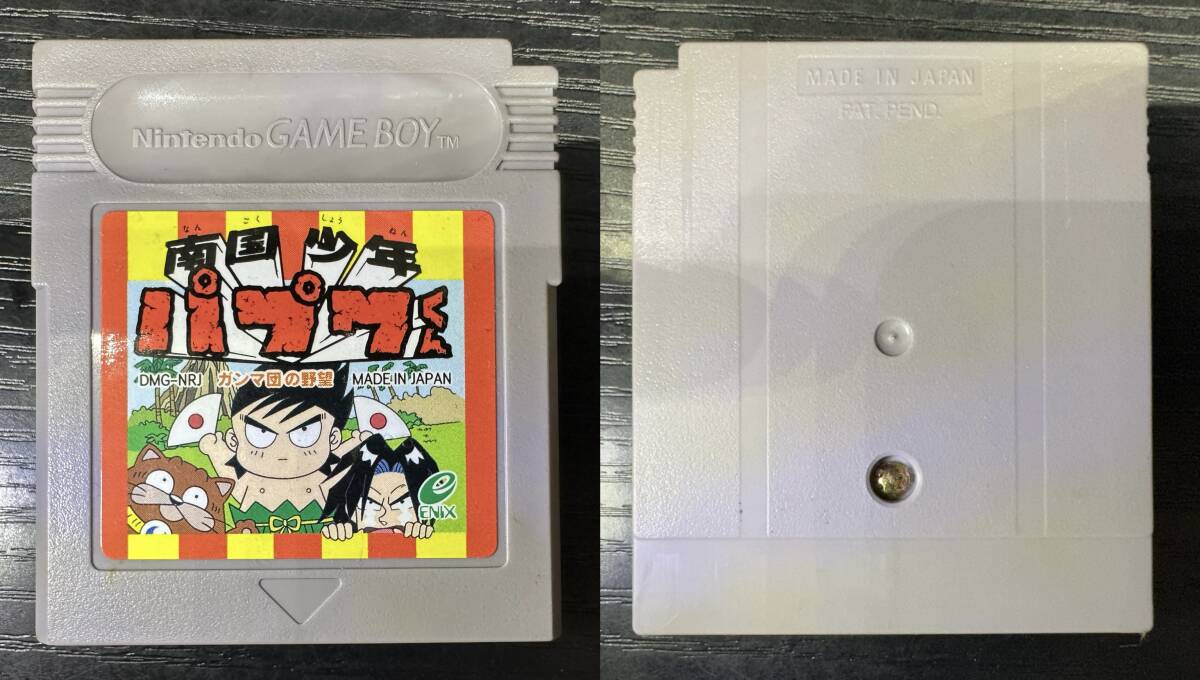 Nintendo GAME BOY™
なん ごく しょう ねん
南国少年
パプワくん
DMG-NRJ ガンマ団の野望 MADE IN JAPAN
ENIX
MADE IN JAPAN
PAT. PEND.